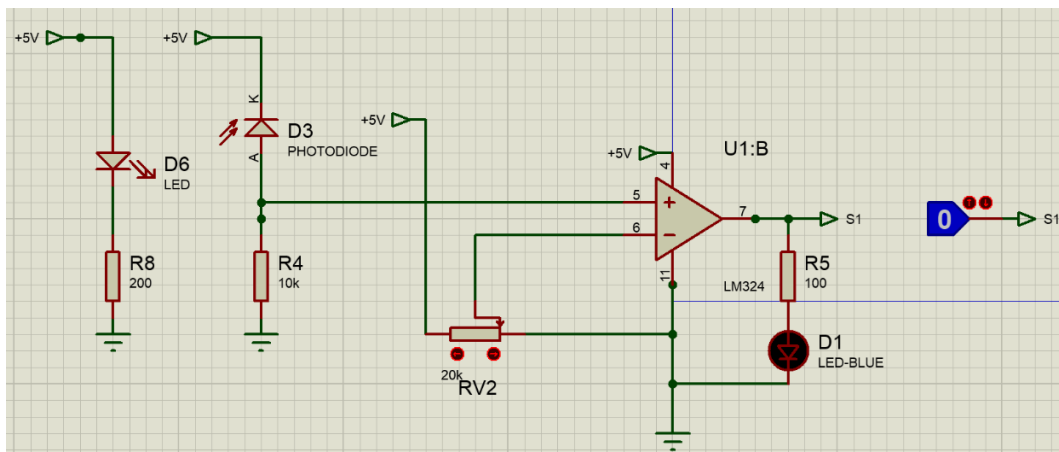 +5V
+5V
K
D3
PHOTODIODE
A
+5V
D6
LED
+5V
U1:B
4
5
6
7
11
S1
0
S1
R8
200
R4
10k
LM324
R5
100
20k
RV2
D1
LED-BLUE